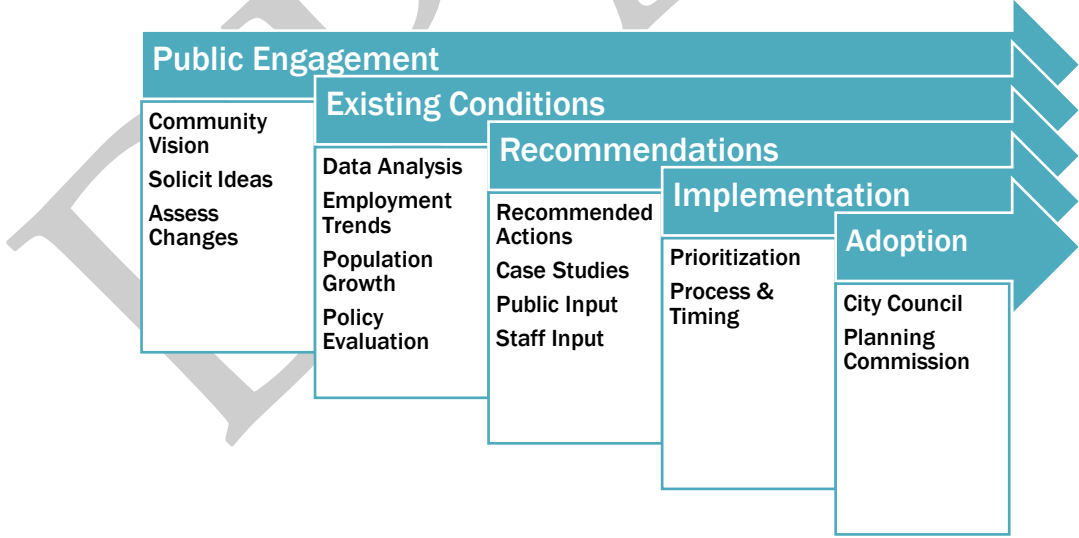 Public Engagement
Community
Vision
Solicit Ideas
Assess
Changes
Existing Conditions
Data Analysis
Employment
Trends
Population
Growth
Policy
Evaluation
Recommendations
Recommended
Actions
Case Studies
Public Input
Staff Input
Implementation
Prioritization
Process &
Timing
Adoption
City Council
Planning
Commission